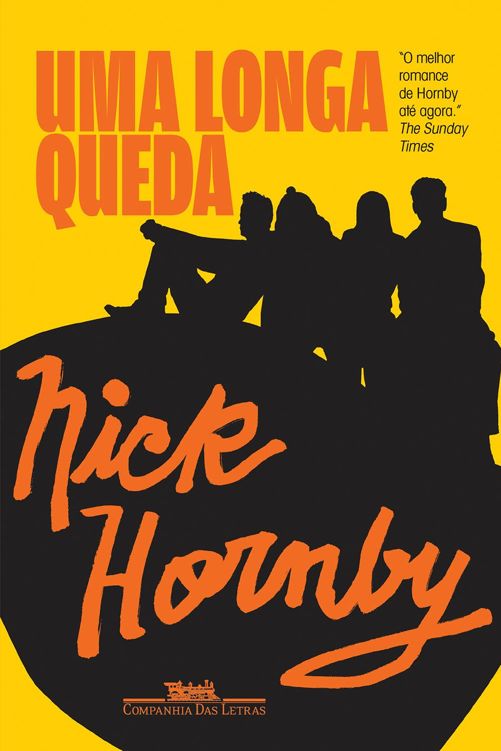 UMA LONGA
QUEDA
"O melhor
romance
de Hornby
até agora."
The Sunday
Times
Nick
Hornby
COMPANHIA DAS LETRAS